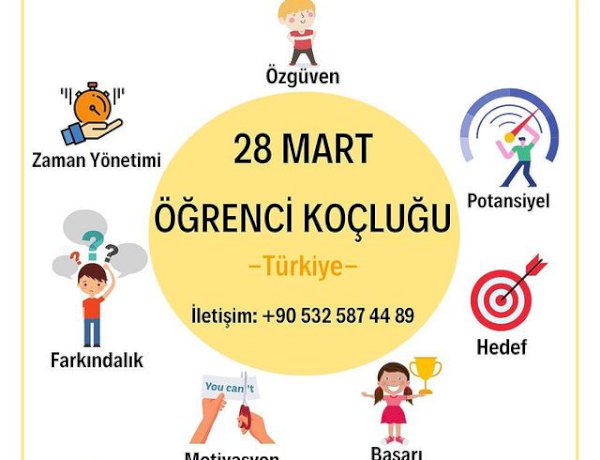 Özgüven
Zaman Yönetimi
28 MART
ÖĞRENCİ KOÇLUĞU
-Türkiye-
İletişim: +90 532 587 44 89
Potansiyel
? ? ?
Farkındalık
Hedef
You can't
Motivasyon
Başarı